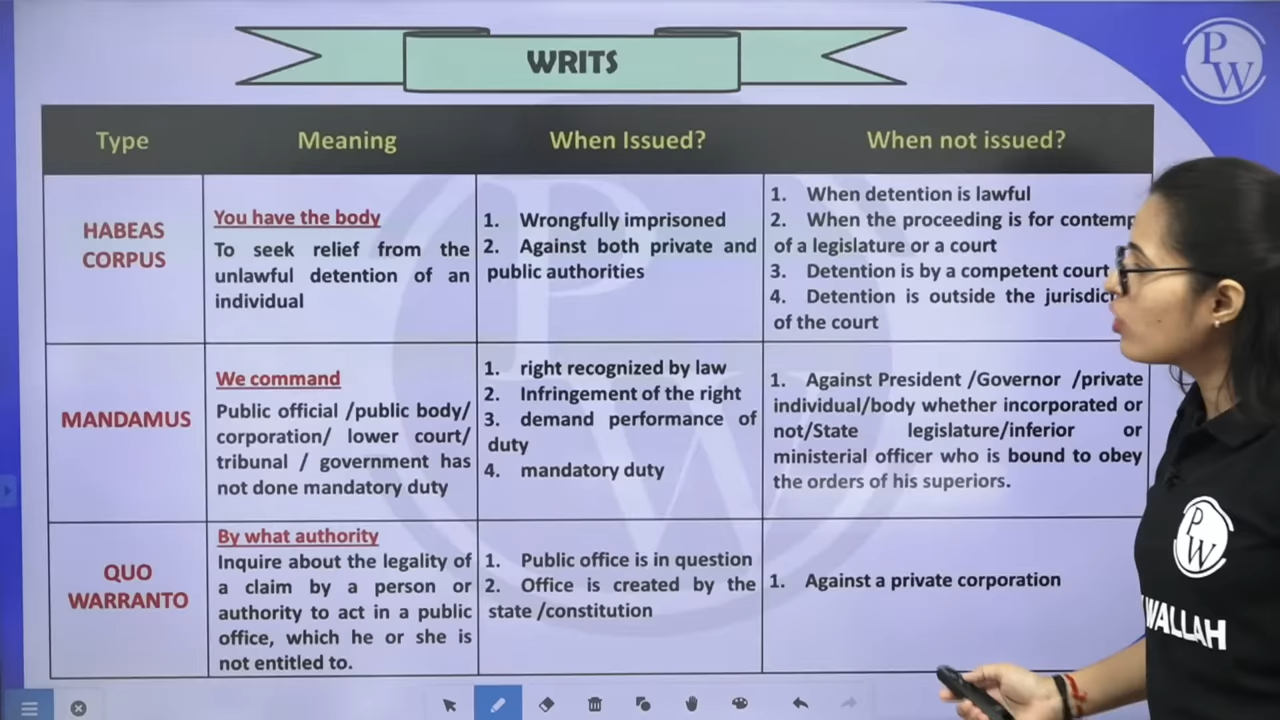 WRITS
PW
Type
Meaning
When Issued?
When not issued?
HABEAS
CORPUS
You have the body
To seek relief from the
unlawful detention of an
individual
1. Wrongfully imprisoned
2. Against both private and
public authorities
1. When detention is lawful
2. When the proceeding is for contemp
of a legislature or a court
3. Detention is by a competent court
4. Detention is outside the jurisdic
of the court
MANDAMUS
We command
Public official /public body/
corporation/ lower court/
tribunal / government has
not done mandatory duty
1. right recognized by law
2. Infringement of the right
3. demand performance of
duty
4. mandatory duty
1. Against President /Governor /private
individual/body whether incorporated or
not/State legislature/inferior or
ministerial officer who is bound to obey
the orders of his superiors.
QUO
WARRANTO
By what authority
Inquire about the legality of
a claim by a person or
authority to act in a public
office, which he or she is
not entitled to.
1. Public office is in question
2. Office is created by the
state /constitution
1. Against a private corporation
PW
WALLAH